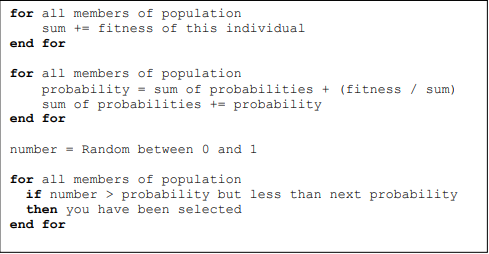 for all members of population
    sum += fitness of this individual
end for

for all members of population
    probability = sum of probabilities + (fitness / sum)
    sum of probabilities += probability
end for

number = Random between 0 and 1

for all members of population
  if number > probability but less than next probability
  then you have been selected
end for